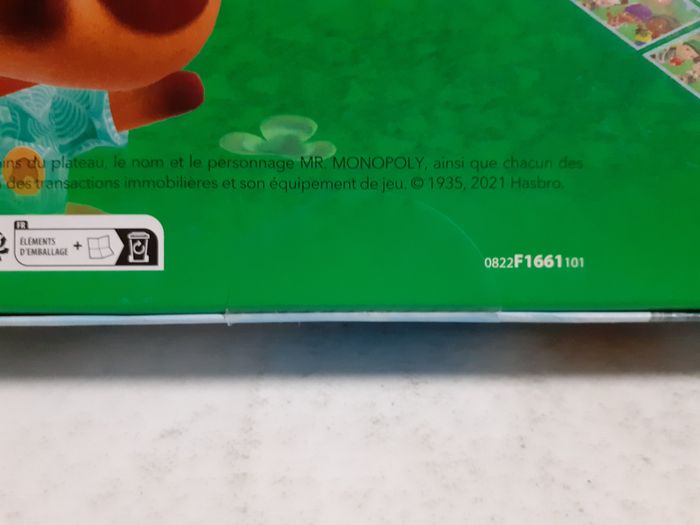 ins du plateau, le nom et le personnage MR. MONOPOLY, ainsi que chacun des
des transactions immobilières et son équipement de jeu. © 1935, 2021 Hasbro.
FR
ÉLÉMENTS
D'EMBALLAGE +
0822F1661101